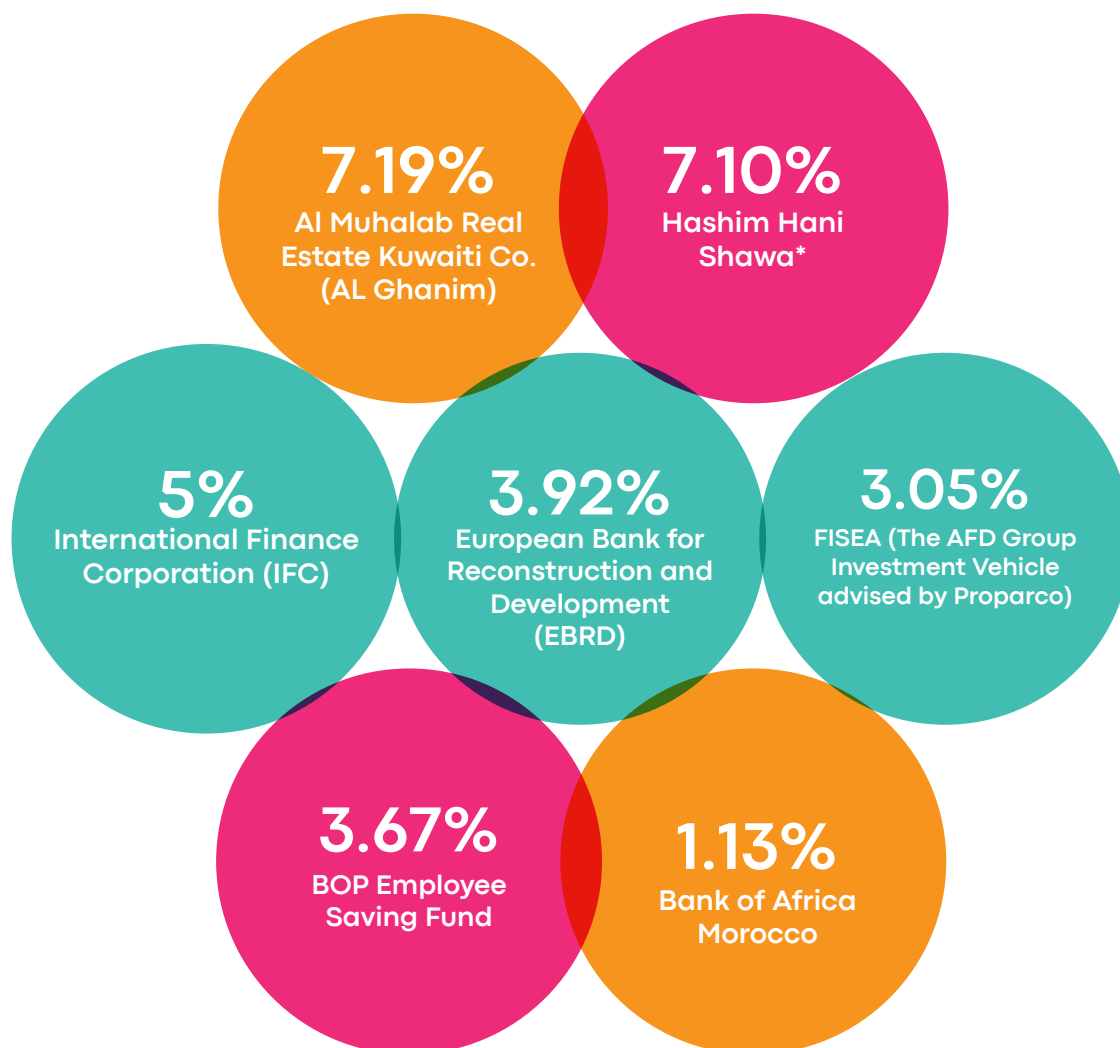 7.19%
Al Muhalab Real
Estate Kuwaiti Co.
(AL Ghanim)
7.10%
Hashim Hani
Shawa*
5%
International Finance
Corporation (IFC)
3.92%
European Bank for
Reconstruction and
Development
(EBRD)
3.05%
FISEA (The AFD Group
Investment Vehicle
advised by Proparco)
3.67%
BOP Employee
Saving Fund
1.13%
Bank of Africa
Morocco